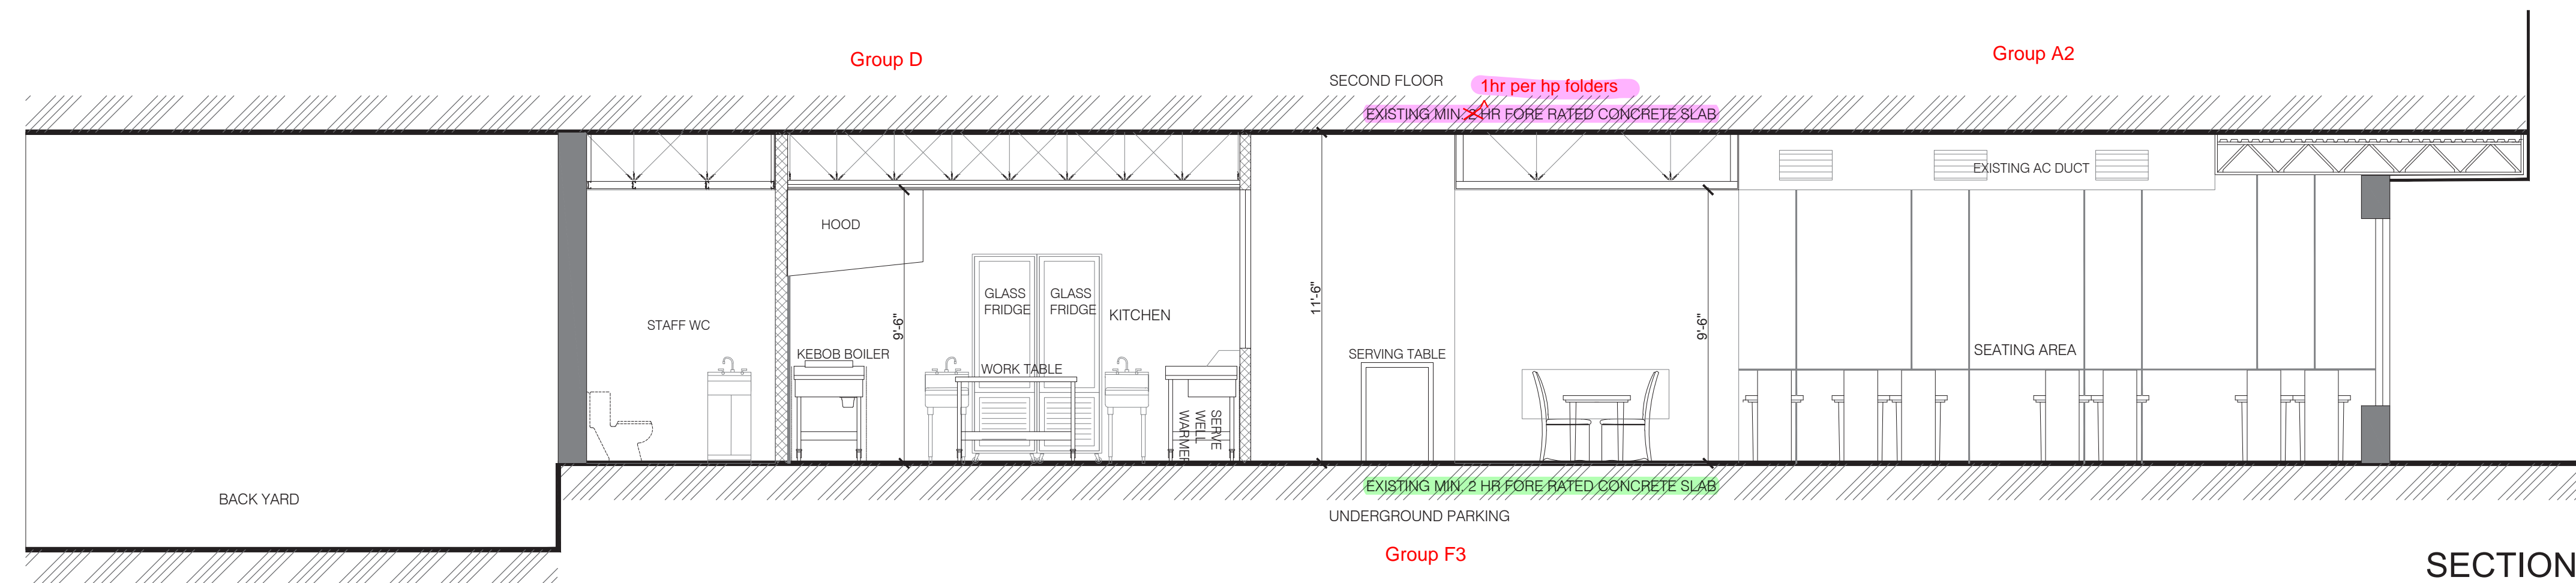 Group D
Group A2
SECOND FLOOR
1hr per hp folders
EXISTING MIN. 2 HR FORE RATED CONCRETE SLAB
EXISTING AC DUCT
HOOD
GLASS
FRIDGE
GLASS
FRIDGE
KITCHEN
11'-6"
9'-6"
9'-6"
STAFF WC
KEBOB BOILER
SERVING TABLE
SEATING AREA
WORK TABLE
SERVE
WELL
WARMER
BACK YARD
EXISTING MIN. 2 HR FORE RATED CONCRETE SLAB
UNDERGROUND PARKING
Group F3
SECTION